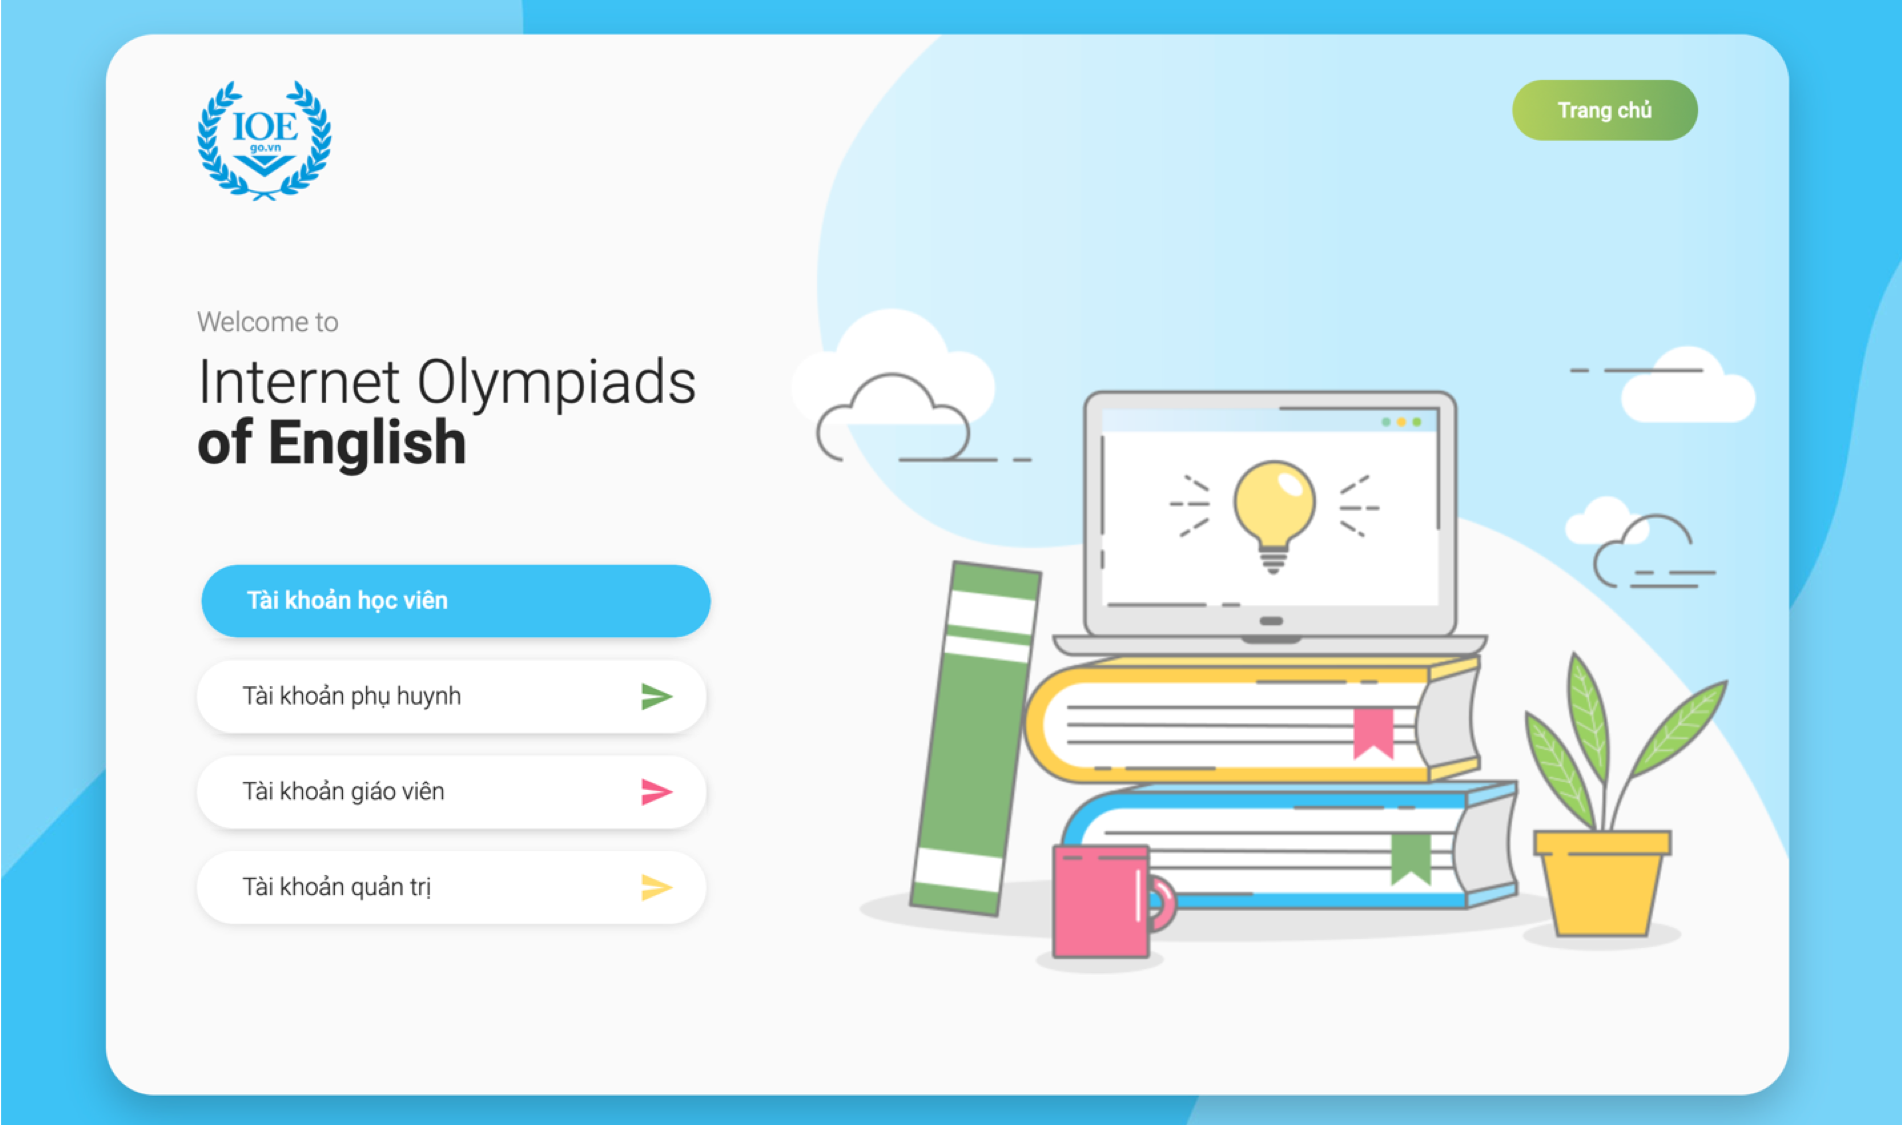 IOE
go.vn
Trang chủ
Welcome to
Internet Olympiads
of English
Tài khoản học viên
Tài khoản phụ huynh
Tài khoản giáo viên
Tài khoản quản trị